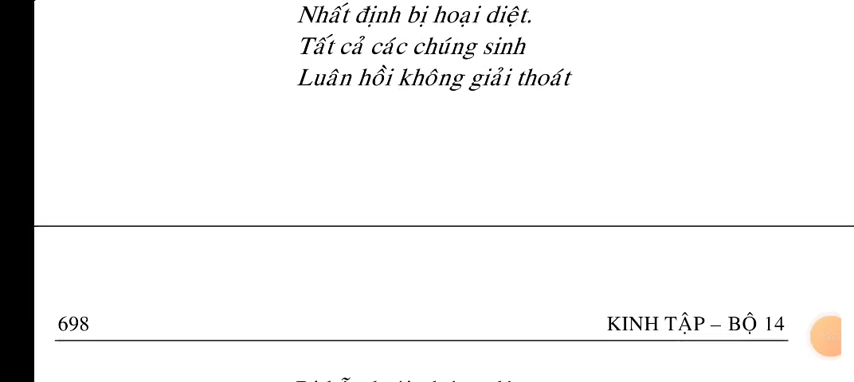 Nhất định bị hoại diệt.
Tất cả các chúng sinh
Luân hồi không giải thoát
698 KINH TẬP – BỘ 14